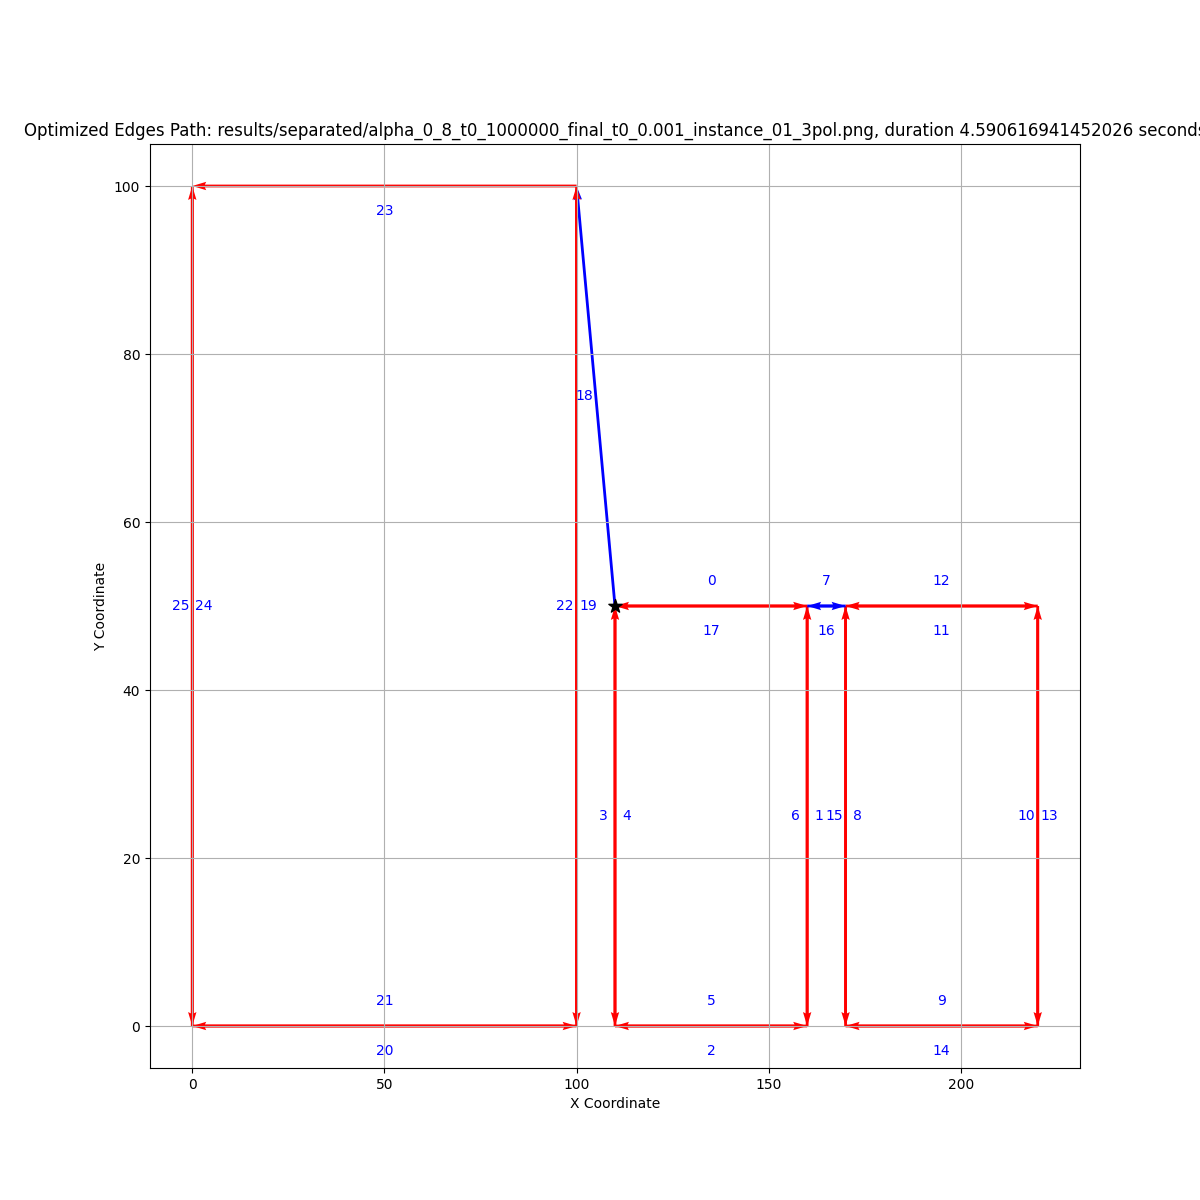 Optimized Edges Path: results/separated/alpha_0_8_t0_1000000_final_t0_0.001_instance_01_3pol.png, duration 4.590616941452026 seconds
100
23
80
18
60
0 7 12
25 24 22 19
17 16 11
Y Coordinate
40
3 4 6 1 15 8 10 13
20
21 5 9
0
20 2 14
0 50 100 150 200
X Coordinate